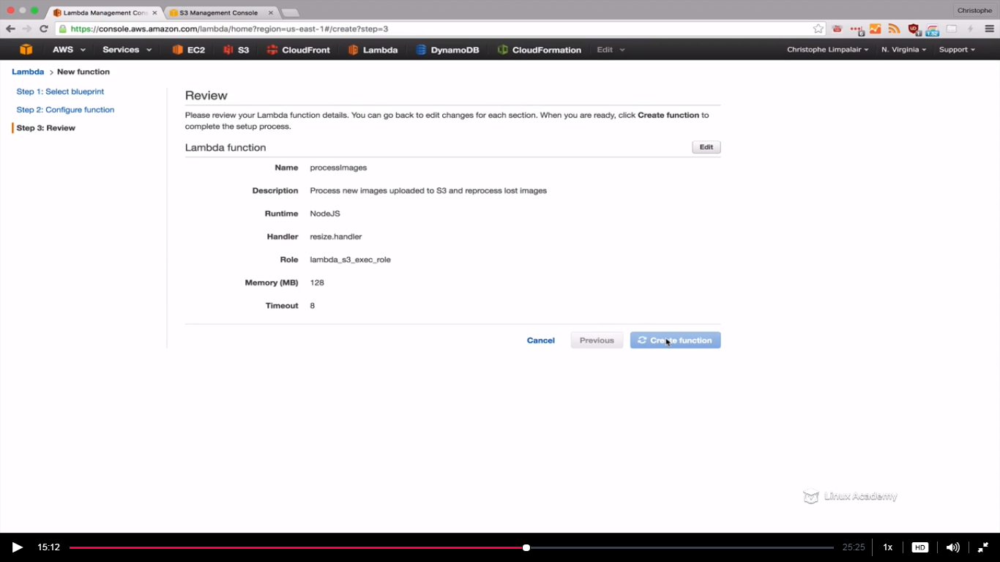 Lambda Management Con
S3 Management Console
Christophe
https://console.aws.amazon.com/lambda/home?region=us-east-1#/create?step=3
AWS Services EC2 S3 CloudFront Lambda DynamoDB CloudFormation Edit Christophe Limpalair N. Virginia Support
Lambda > New function
Step 1: Select blueprint
Step 2: Configure function
Step 3: Review
Review
Please review your Lambda function details. You can go back to edit changes for each section. When you are ready, click Create function to
complete the setup process.
Lambda function Edit
Name processImages
Description Process new images uploaded to S3 and reprocess lost images
Runtime NodeJS
Handler resize.handler
Role lambda_s3_exec_role
Memory (MB) 128
Timeout 8
Cancel Previous Create function
Linux Academy
15:12 25:25 1x HD